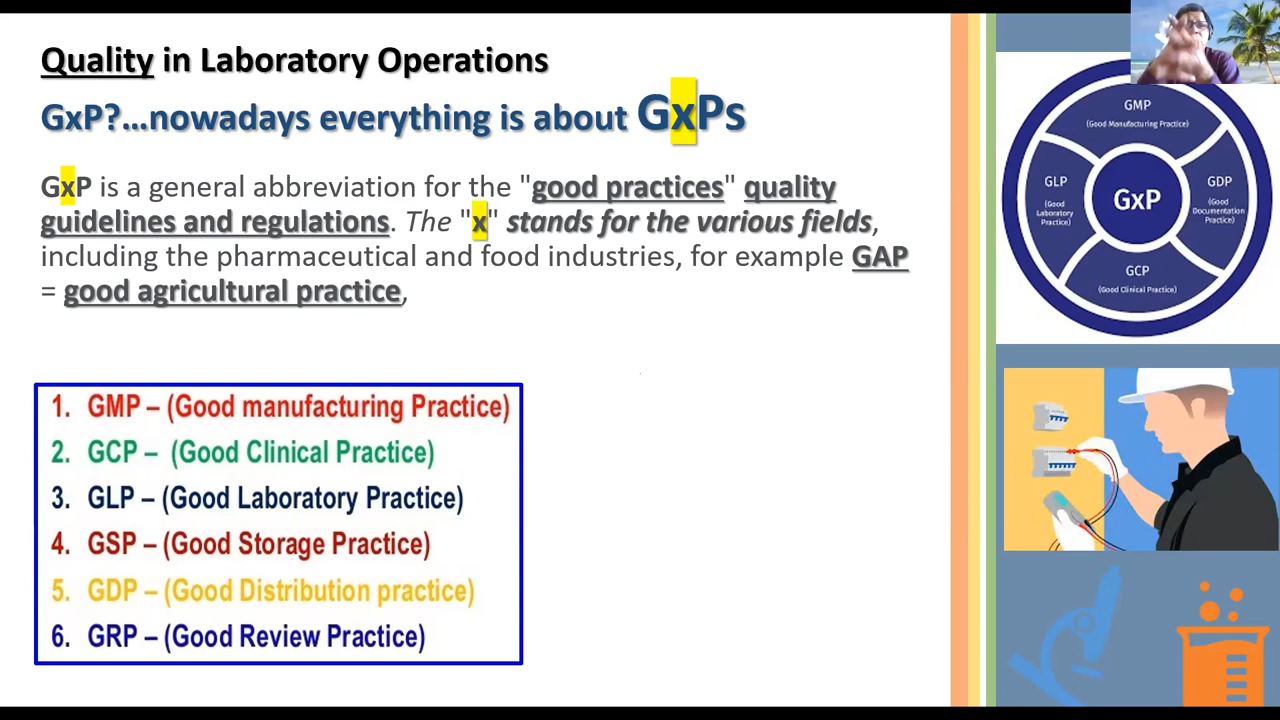 Quality in Laboratory Operations
GxP?...nowadays everything is about GxPs
GxP is a general abbreviation for the "good practices" quality
guidelines and regulations. The "x" stands for the various fields,
including the pharmaceutical and food industries, for example GAP
= good agricultural practice,
1. GMP – (Good manufacturing Practice)
2. GCP – (Good Clinical Practice)
3. GLP – (Good Laboratory Practice)
4. GSP – (Good Storage Practice)
5. GDP – (Good Distribution practice)
6. GRP – (Good Review Practice)
GMP
(Good Manufacturing Practice)
GLP
(Good
Laboratory
Practice)
GxP
GDP
(Good
Documentation
Practice)
GCP
(Good Clinical Practice)